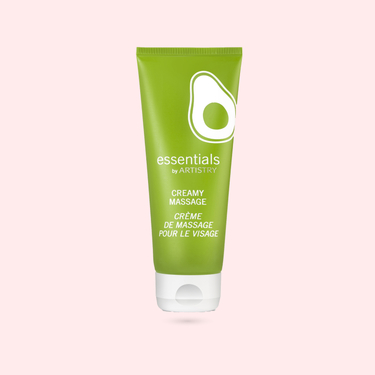 essentials
by ARTISTRY
CREAMY
MASSAGE
CRÈME
DE MASSAGE
POUR LE VISAGE